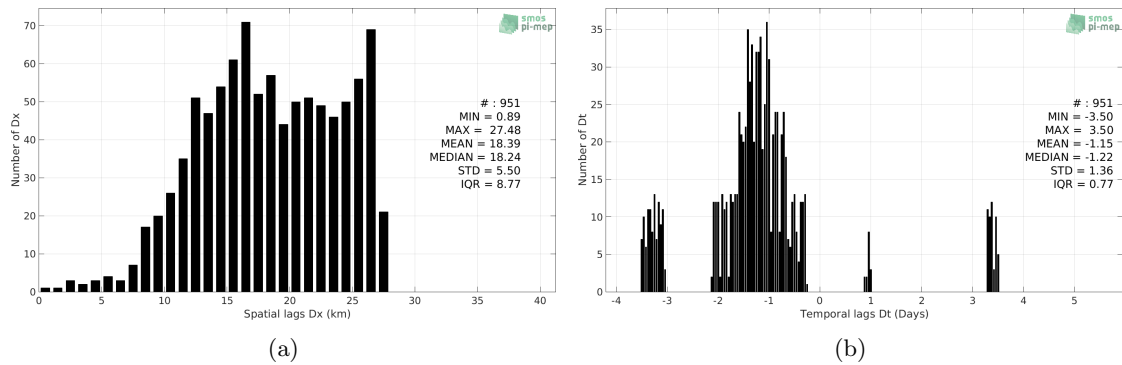 smos
pi-mep
70
60
50
40
30
20
10
0
Number of Dx
# : 951
MIN = 0.89
MAX = 27.48
MEAN = 18.39
MEDIAN = 18.24
STD = 5.50
IQR = 8.77
0 5 10 15 20 25 30 35 40
Spatial lags Dx (km)
(a)
smos
pi-mep
35
30
25
20
15
10
5
0
Number of Dt
# : 951
MIN = -3.50
MAX = 3.50
MEAN = -1.15
MEDIAN = -1.22
STD = 1.36
IQR = 0.77
-4 -3 -2 -1 0 1 2 3 4 5
Temporal lags Dt (Days)
(b)